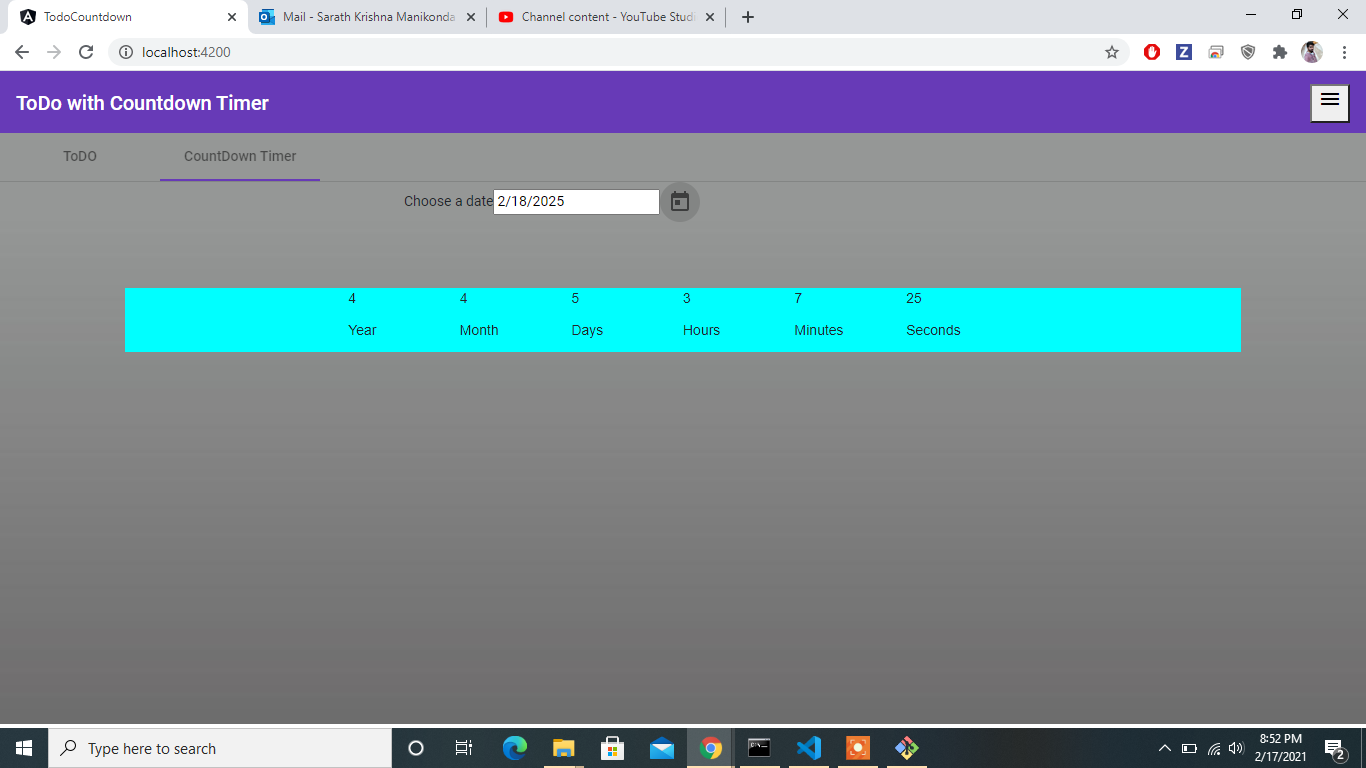 TodoCountdown
Mail - Sarath Krishna Manikonda
Channel content - YouTube Studi
localhost:4200
Z
ToDo with Countdown Timer
ToDO
CountDown Timer
Choose a date 2/18/2025
4 4 5 3 7 25
Year Month Days Hours Minutes Seconds
Type here to search
8:52 PM
2/17/2021
2